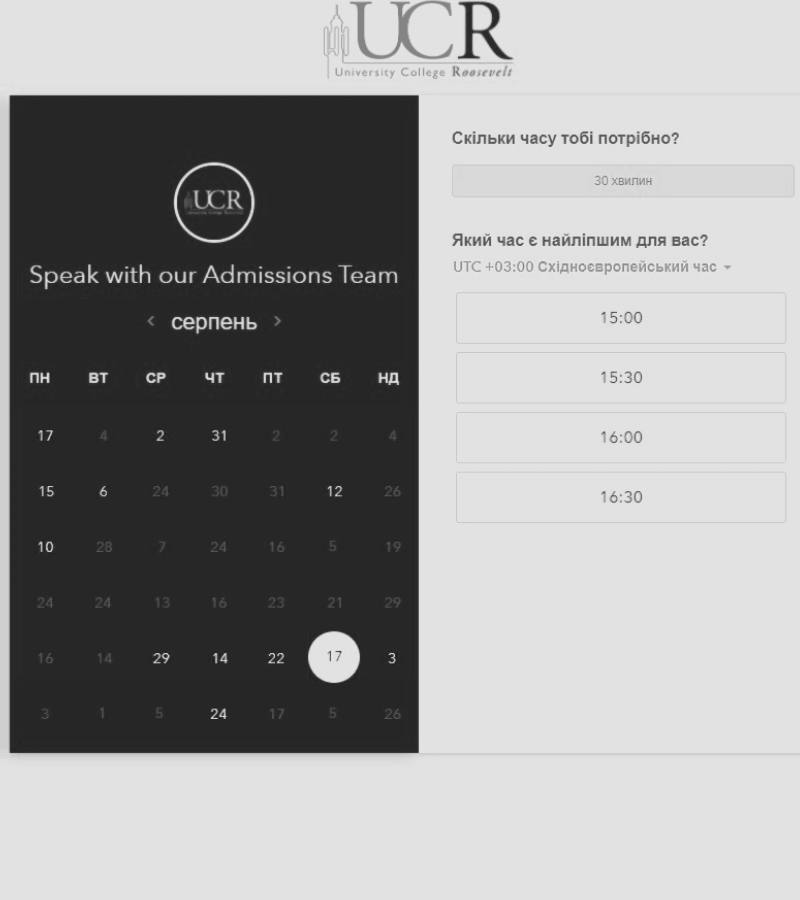 UCR
University College Roosevelt
UCR
Speak with our Admissions Team
< серпень >
ПН ВТ СР ЧТ ПТ СБ НД
17 4 2 31 2 2 4
15 6 24 30 31 12 26
10 28 7 24 16 5 19
24 24 13 16 23 21 29
16 14 29 14 22 17 3
3 1 5 24 17 5 26
Скільки часу тобі потрібно?
30 хвилин
Який час є найліпшим для вас?
UTC +03:00 Східноєвропейський час
15:00
15:30
16:00
16:30